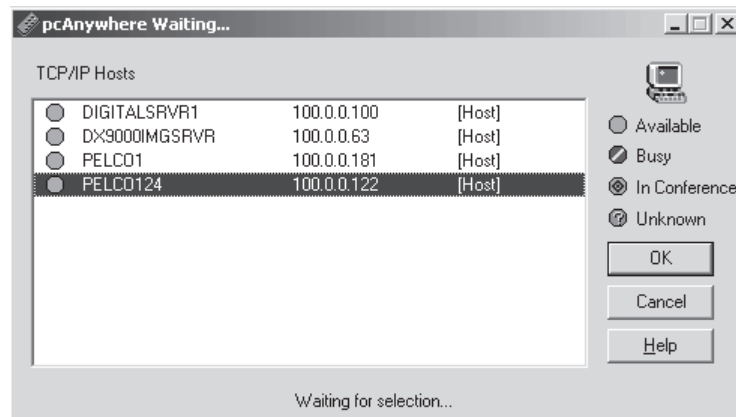 pcAnywhere Waiting...
TCP/IP Hosts
DIGITALSRVR1 100.0.0.100 [Host]
DX9000IMGSRVR 100.0.0.63 [Host]
PELCO1 100.0.0.181 [Host]
PELCO124 100.0.0.122 [Host]
Available
Busy
In Conference
Unknown
OK
Cancel
Help
Waiting for selection...